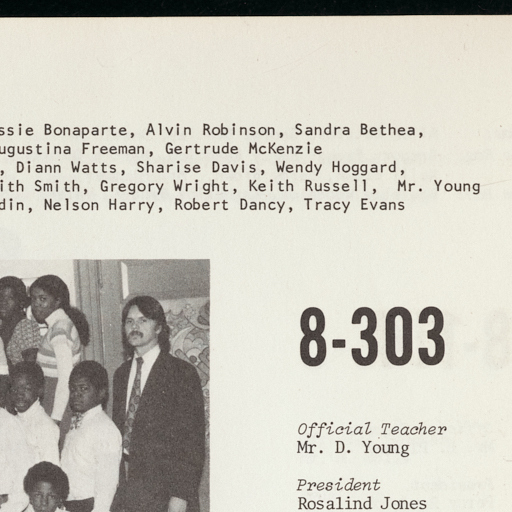 ssie Bonaparte, Alvin Robinson, Sandra Bethea,
ugustina Freeman, Gertrude McKenzie
, Diann Watts, Sharise Davis, Wendy Hoggard,
ith Smith, Gregory Wright, Keith Russell, Mr. Young
din, Nelson Harry, Robert Dancy, Tracy Evans
8-303
Official Teacher
Mr. D. Young
President
Rosalind Jones